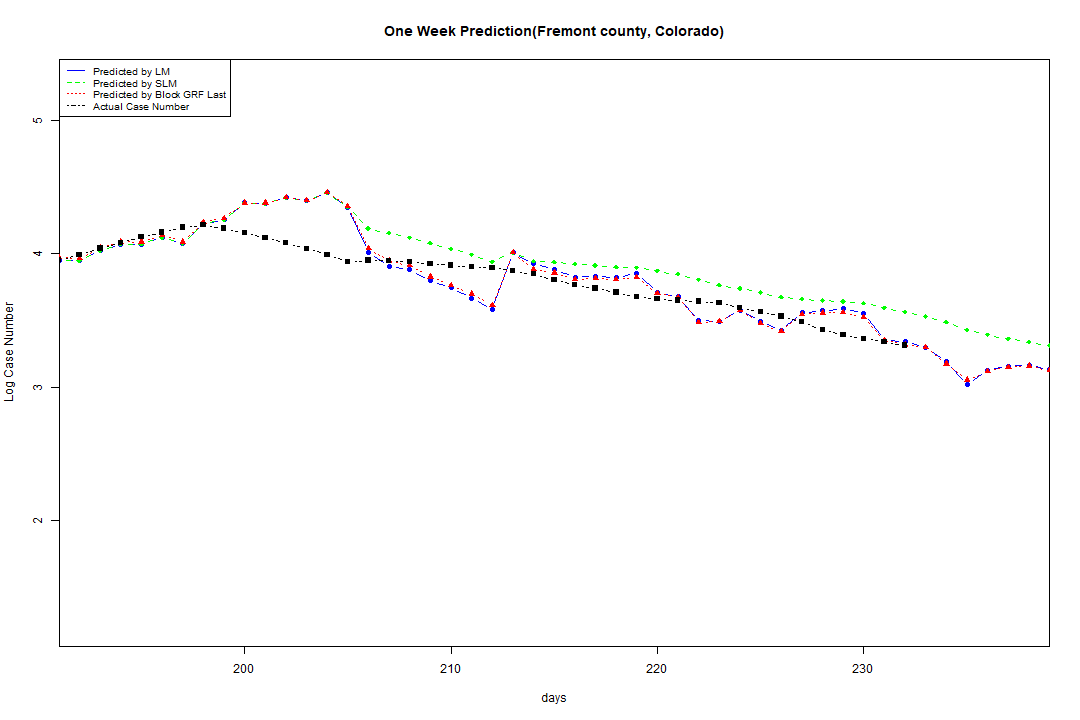 One Week Prediction(Fremont county, Colorado)
Predicted by LM
Predicted by SLM
Predicted by Block GRF Last
Actual Case Number
5
4
3
2
Log Case Number
200 210 220 230
days